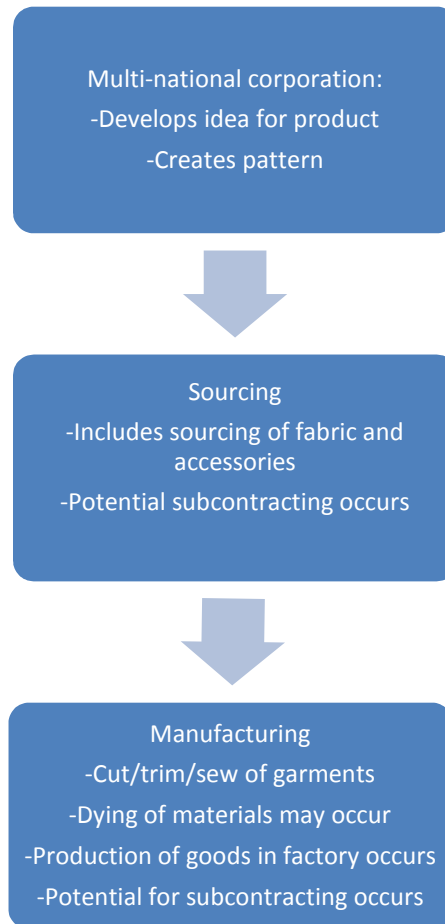 Multi-national corporation:
-Develops idea for product
-Creates pattern
Sourcing
-Includes sourcing of fabric and
accessories
-Potential subcontracting occurs
Manufacturing
-Cut/trim/sew of garments
-Dying of materials may occur
-Production of goods in factory occurs
-Potential for subcontracting occurs